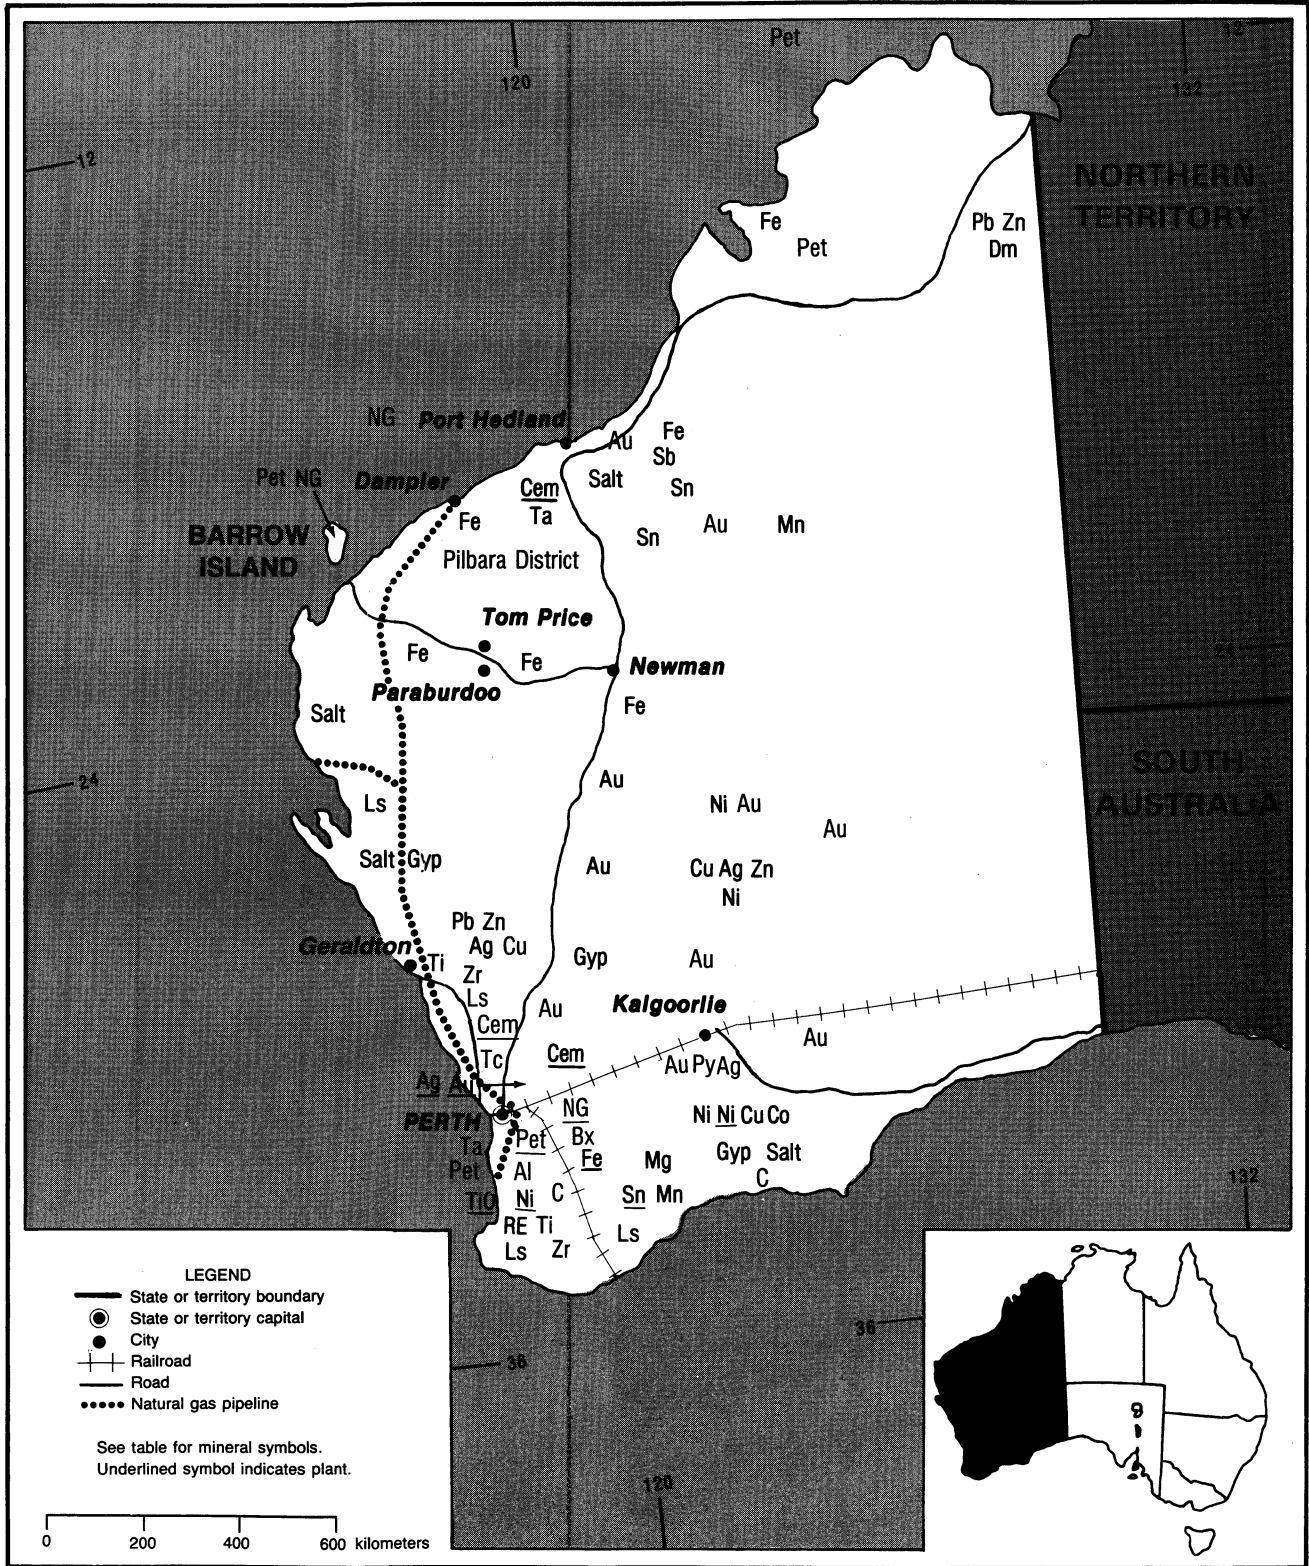 Pet
12
120
132
12
NORTHERN
TERRITORY
Fe
Pb Zn
Pet
Dm
NG
Port Hedland
Au
Fe
Sb
Pet NG
Dampier
Salt
Cem
Sn
Fe
Ta
Au
Mn
BARROW
ISLAND
Sn
Pilbara District
Tom Price
Fe
Fe
Newman
24
Paraburdoo
Fe
Salt
SOUTH
AUSTRALIA
24
Au
Ls
Ni Au
Au
Salt Gyp
Au
Cu Ag Zn
Ni
Pb Zn
Geraldton
Ag Cu
Ti
Gyp
Au
Zr
Ls
Kalgoorlie
Au
Cem
Au
Tc
Cem
Au Py Ag
Ag Au
PERTH
NG
Ni Ni Cu Co
Ta
Pet
Bx
Gyp Salt
Pet
Al
Fe
Mg
C
132
TiO
Ni
C
Sn Mn
RE Ti
Ls
Ls
Zr
LEGEND
State or territory boundary
State or territory capital
City
Railroad
Road
Natural gas pipeline
See table for mineral symbols.
Underlined symbol indicates plant.
36
36
120
0 200 400 600 kilometers